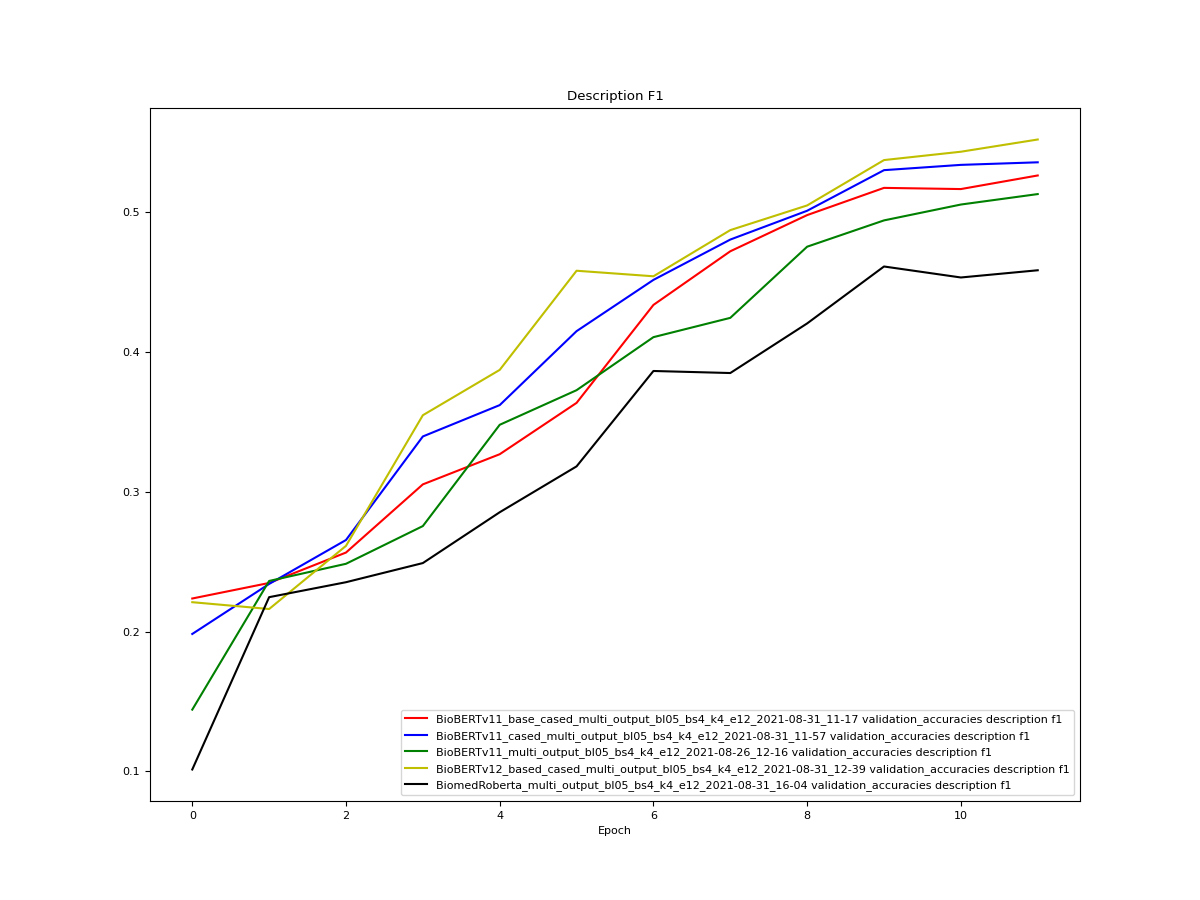 Description F1
0.5
0.4
0.3
0.2
0.1
BioBERTv11_base_cased_multi_output_bl05_bs4_k4_e12_2021-08-31_11-17 validation_accuracies description f1
BioBERTv11_cased_multi_output_bl05_bs4_k4_e12_2021-08-31_11-57 validation_accuracies description f1
BioBERTv11_multi_output_bl05_bs4_k4_e12_2021-08-26_12-16 validation_accuracies description f1
BioBERTv12_based_cased_multi_output_bl05_bs4_k4_e12_2021-08-31_12-39 validation_accuracies description f1
BiomedRoberta_multi_output_bl05_bs4_k4_e12_2021-08-31_16-04 validation_accuracies description f1
0 2 4 6 8 10
Epoch